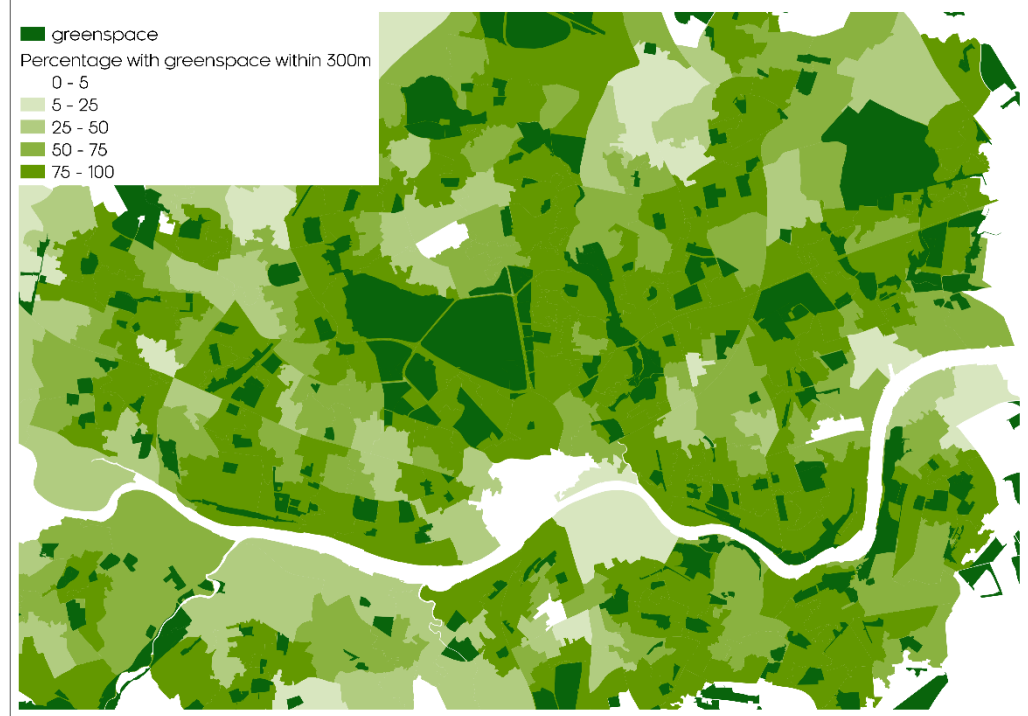 greenspace
Percentage with greenspace within 300m
0 - 5
5 - 25
25 - 50
50 - 75
75 - 100